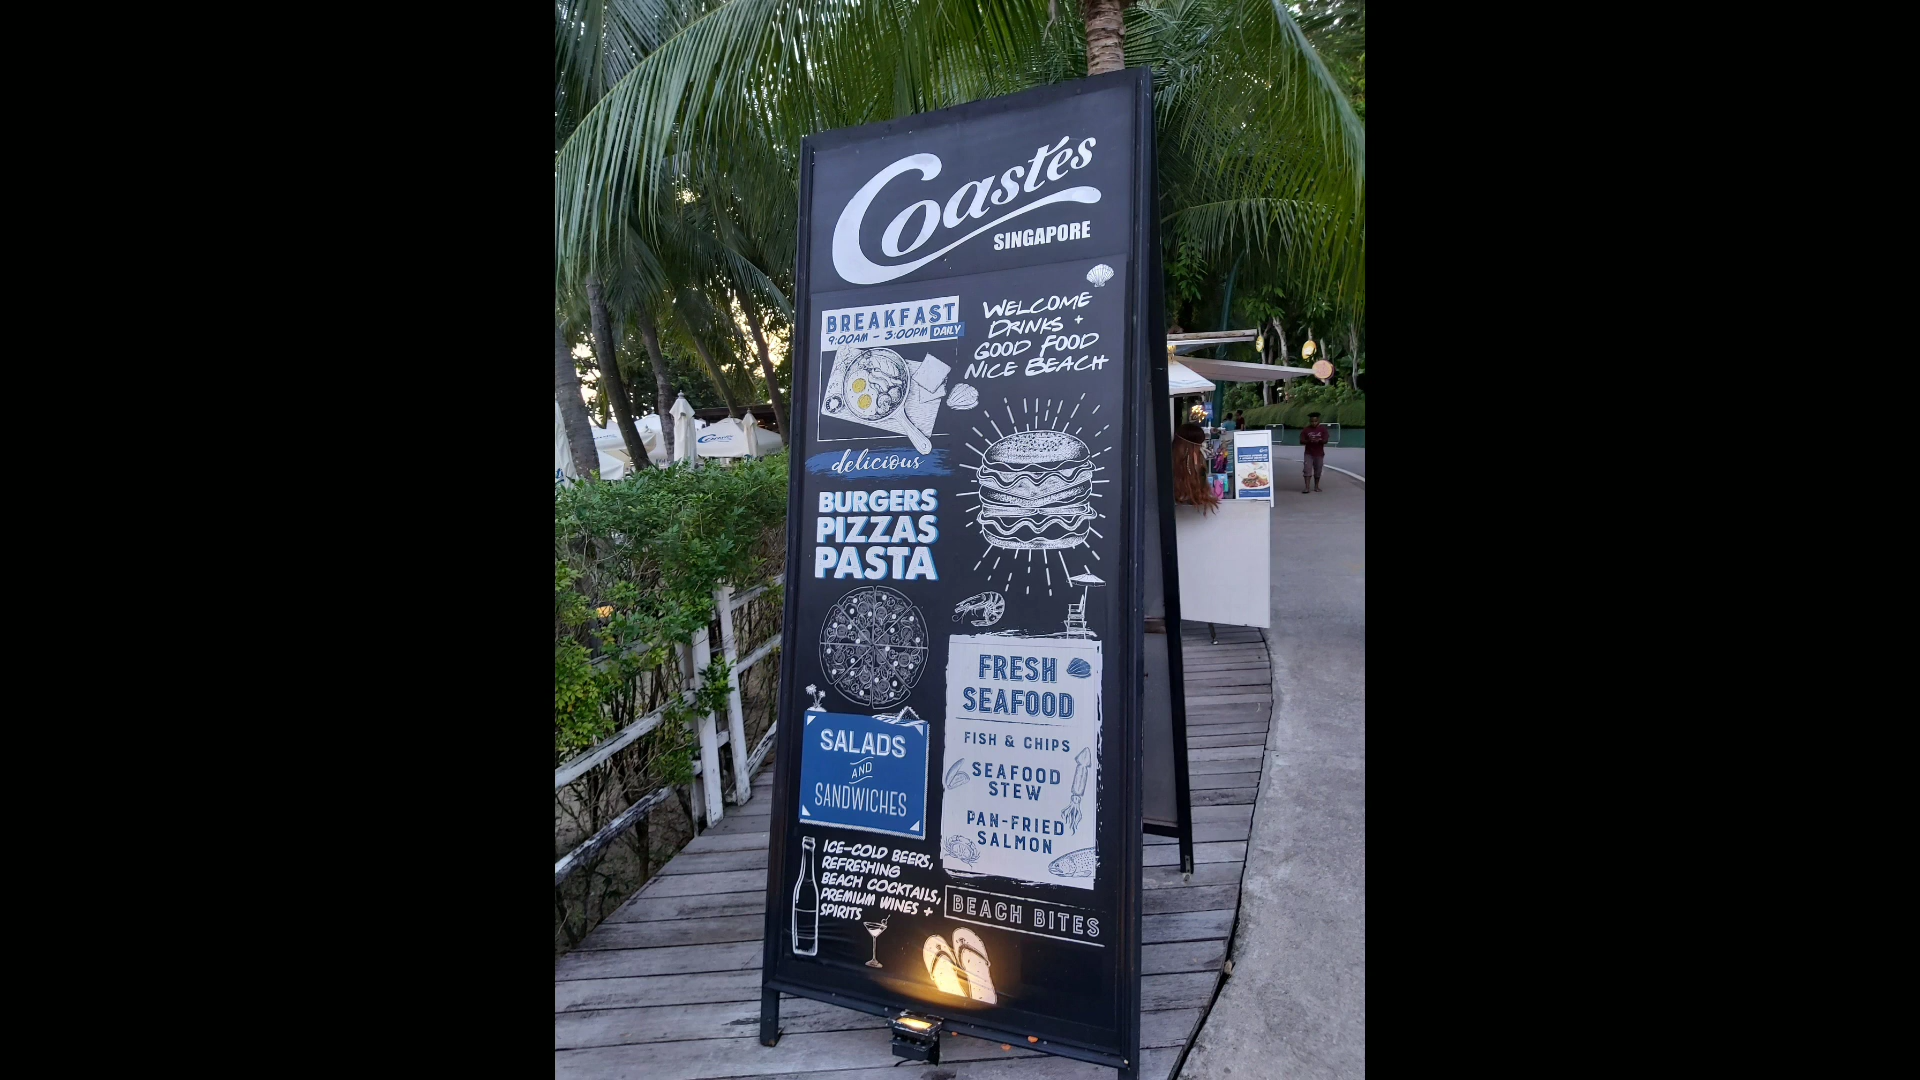 Coastes
SINGAPORE
BREAKFAST
9:00AM - 3:00PM DAILY
WELCOME
DRINKS +
GOOD FOOD
NICE BEACH
delicious
BURGERS
PIZZAS
PASTA
FRESH
SEAFOOD
FISH & CHIPS
SEAFOOD
STEW
PAN-FRIED
SALMON
SALADS
AND
SANDWICHES
ICE-COLD BEERS,
REFRESHING
BEACH COCKTAILS,
PREMIUM WINES +
SPIRITS
BEACH BITES
Coastes